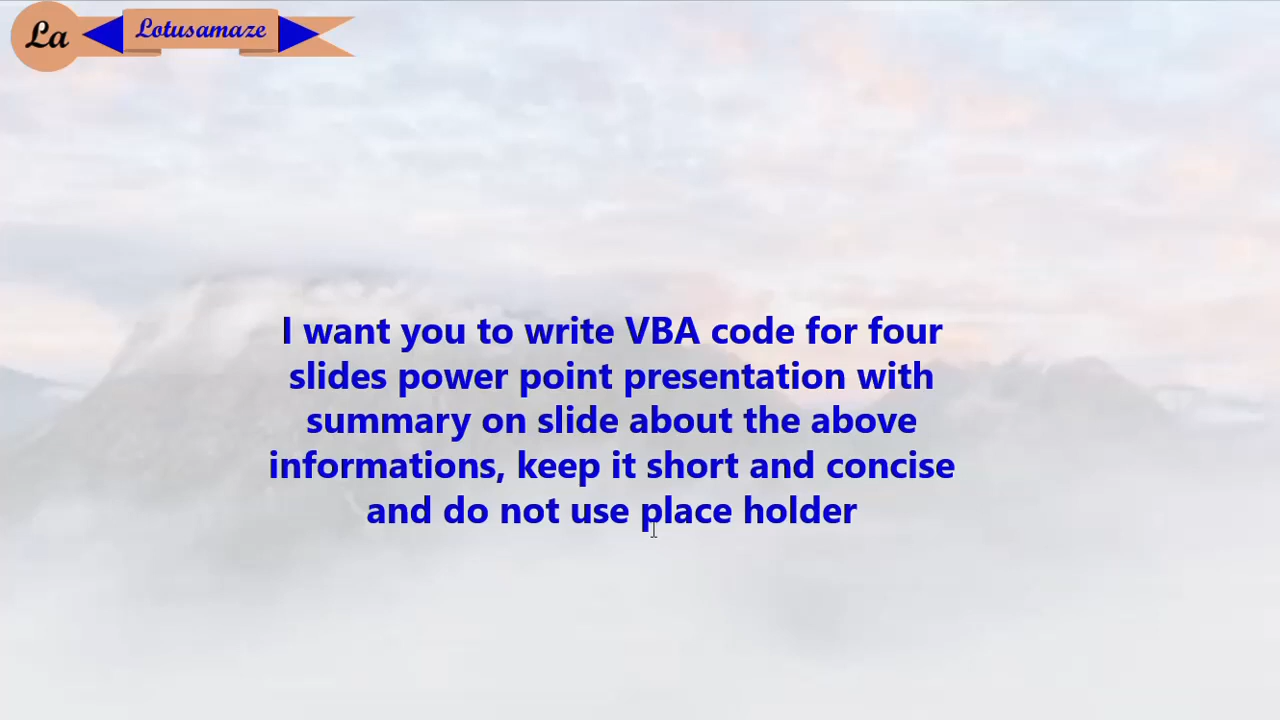 La
Lotusamaze
I want you to write VBA code for four
slides power point presentation with
summary on slide about the above
informations, keep it short and concise
and do not use place holder